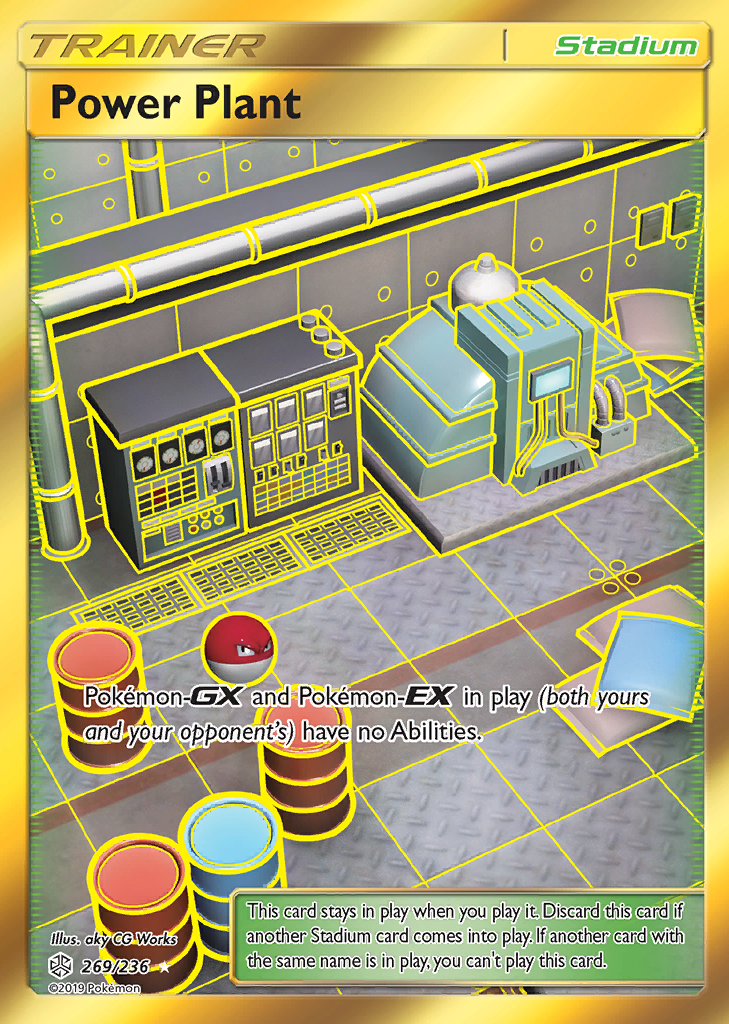 TRAINER
Stadium
Power Plant
Pokémon-GX and Pokémon-EX in play (both yours
and your opponent's) have no Abilities.
This card stays in play when you play it. Discard this card if
another Stadium card comes into play. If another card with
the same name is in play, you can't play this card.
Illus. aky CG Works
269/236 ★
©2019 Pokémon